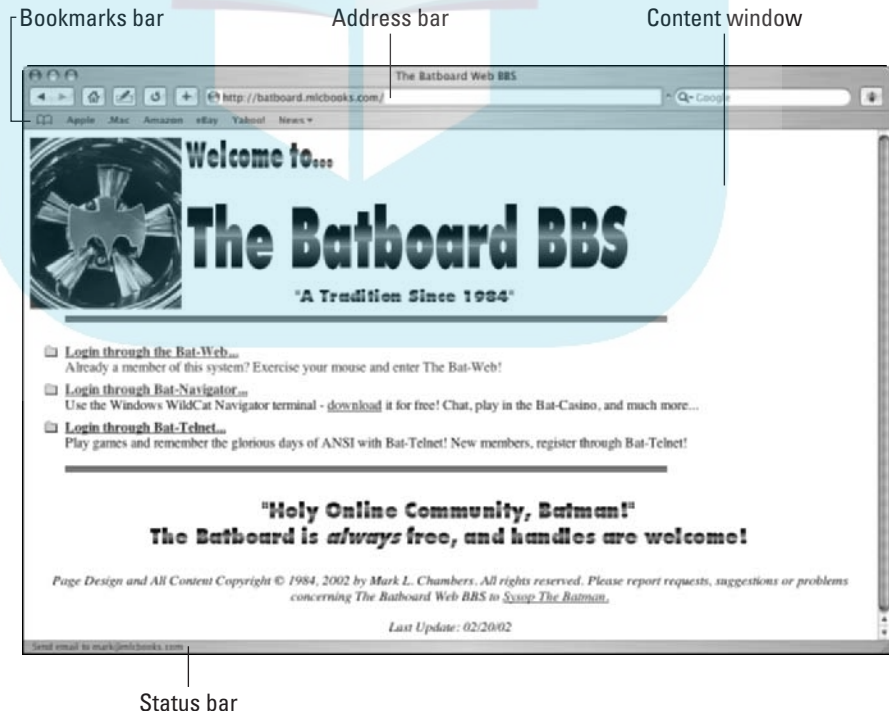 Bookmarks bar
Address bar
Content window
The Batboard Web BBS
http://batboard.mlcbooks.com/
Google
Apple .Mac Amazon eBay Yahoo! News
Welcome to...
The Batboard BBS
"A Tradition Since 1984"
Login through the Bat-Web...
Already a member of this system? Exercise your mouse and enter The Bat-Web!
Login through Bat-Navigator...
Use the Windows WildCat Navigator terminal - download it for free! Chat, play in the Bat-Casino, and much more...
Login through Bat-Telnet...
Play games and remember the glorious days of ANSI with Bat-Telnet! New members, register through Bat-Telnet!
"Holy Online Community, Batman!"
The Batboard is always free, and handles are welcome!
Page Design and All Content Copyright © 1984, 2002 by Mark L. Chambers. All rights reserved. Please report requests, suggestions or problems
concerning The Batboard Web BBS to Sysop The Batman.
Last Update: 02/20/02
Send email to mark@mlcbooks.com
Status bar